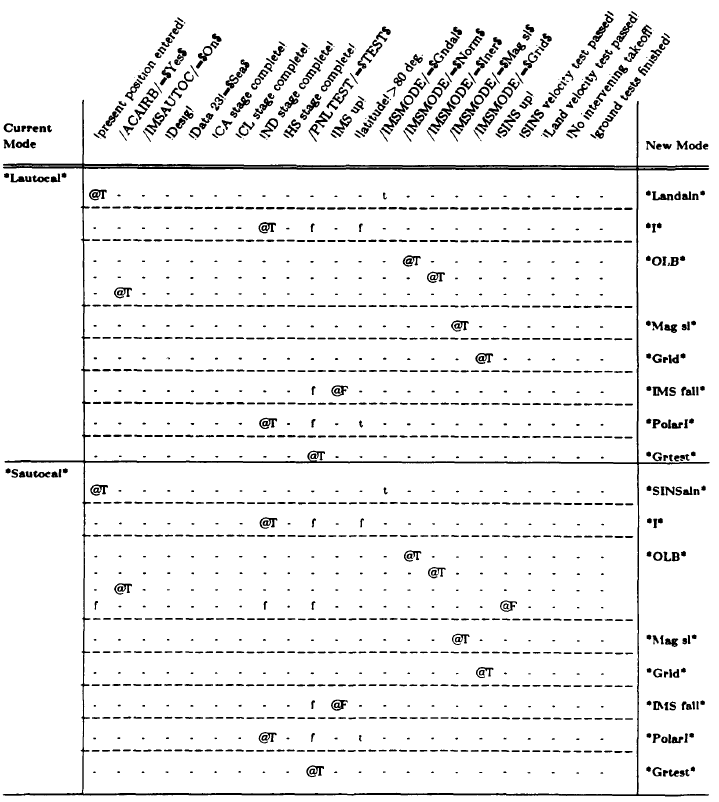 !present position entered!
/ACAIRB/=$Yes$
/IMSAUTOC/=$On$
!Desig!
!Data 23!=$Sea$
!CA stage complete!
!CL stage complete!
!ND stage complete!
!HS stage complete!
/PNLTEST/=$TEST$
!IMS up!
!latitude!>80 deg.
/IMSMODE/=$Gndal$
/IMSMODE/=$Norm$
/IMSMODE/=$Iner$
/IMSMODE/=$Mag sl$
/IMSMODE/=$Grid$
!SINS up!
!SINS velocity test passed!
!Land velocity test passed!
!No intervening takeoff!
!ground tests finished!
Current Mode
New Mode
*Lautocal*
@T - - - - - - - - - - - t - - - - - - - - - *Landaln*
- - - - - - - @T - f - f - - - - - - - - - - *I*
- - - - - - - - - - - - - @T - - - - - - - - *OLB*
- - - - - - - - - - - - - - @T - - - - - - -
- @T - - - - - - - - - - - - - - - - - - - -
- - - - - - - - - - - - - - - @T - - - - - - *Mag sl*
- - - - - - - - - - - - - - - - @T - - - - - *Grid*
- - - - - - - - - f @F - - - - - - - - - - - *IMS fail*
- - - - - - - @T - f - t - - - - - - - - - - *PolarI*
- - - - - - - - - @T - - - - - - - - - - - - *Grtest*
*Sautocal*
@T - - - - - - - - - - - t - - - - - - - - - *SINSaln*
- - - - - - - @T - f - f - - - - - - - - - - *I*
- - - - - - - - - - - - - @T - - - - - - - - *OLB*
- - - - - - - - - - - - - - @T - - - - - - -
- @T - - - - - - - - - - - - - - - - - - - -
f - - - - - - f - f - - - - - - - @F - - - -
- - - - - - - - - - - - - - - @T - - - - - - *Mag sl*
- - - - - - - - - - - - - - - - @T - - - - - *Grid*
- - - - - - - - - f @F - - - - - - - - - - - *IMS fail*
- - - - - - - @T - f - t - - - - - - - - - - *PolarI*
- - - - - - - - - @T - - - - - - - - - - - - *Grtest*